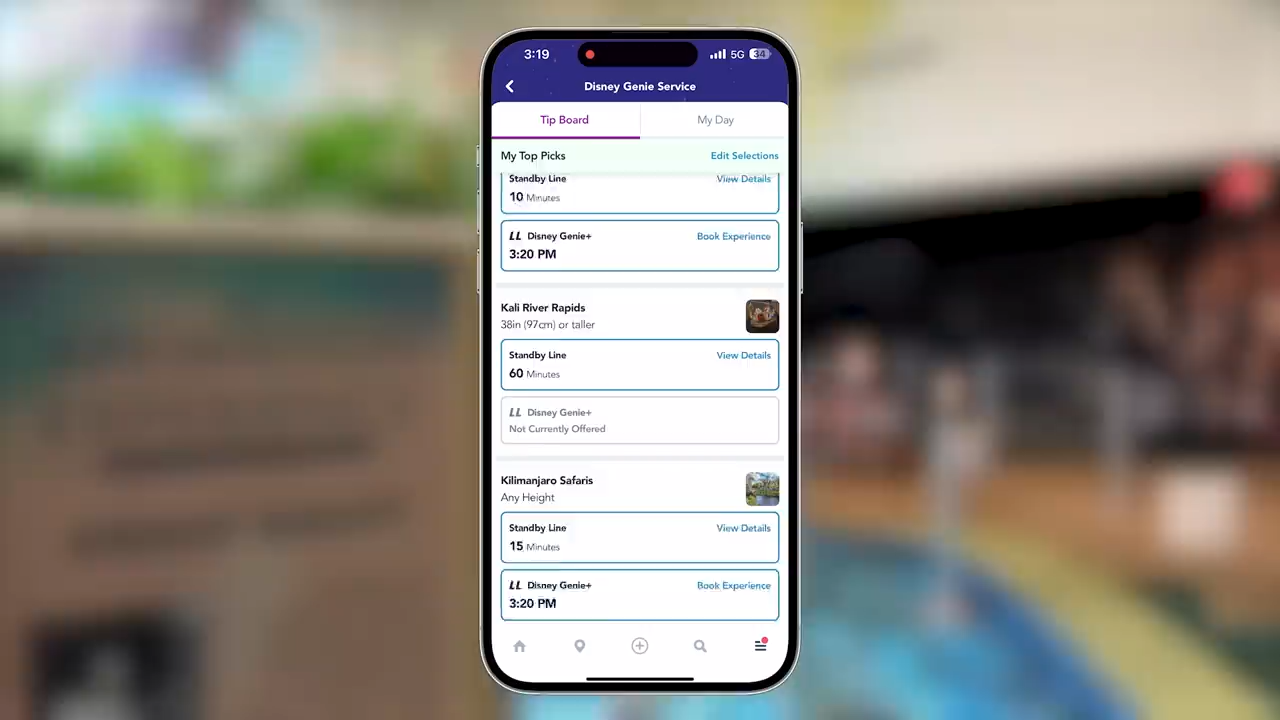 3:19
5G 34
Disney Genie Service
Tip Board
My Day
My Top Picks
Edit Selections
Standby Line
View Details
10 Minutes
LL Disney Genie+
Book Experience
3:20 PM
Kali River Rapids
38in (97cm) or taller
Standby Line
View Details
60 Minutes
LL Disney Genie+
Not Currently Offered
Kilimanjaro Safaris
Any Height
Standby Line
View Details
15 Minutes
LL Disney Genie+
Book Experience
3:20 PM